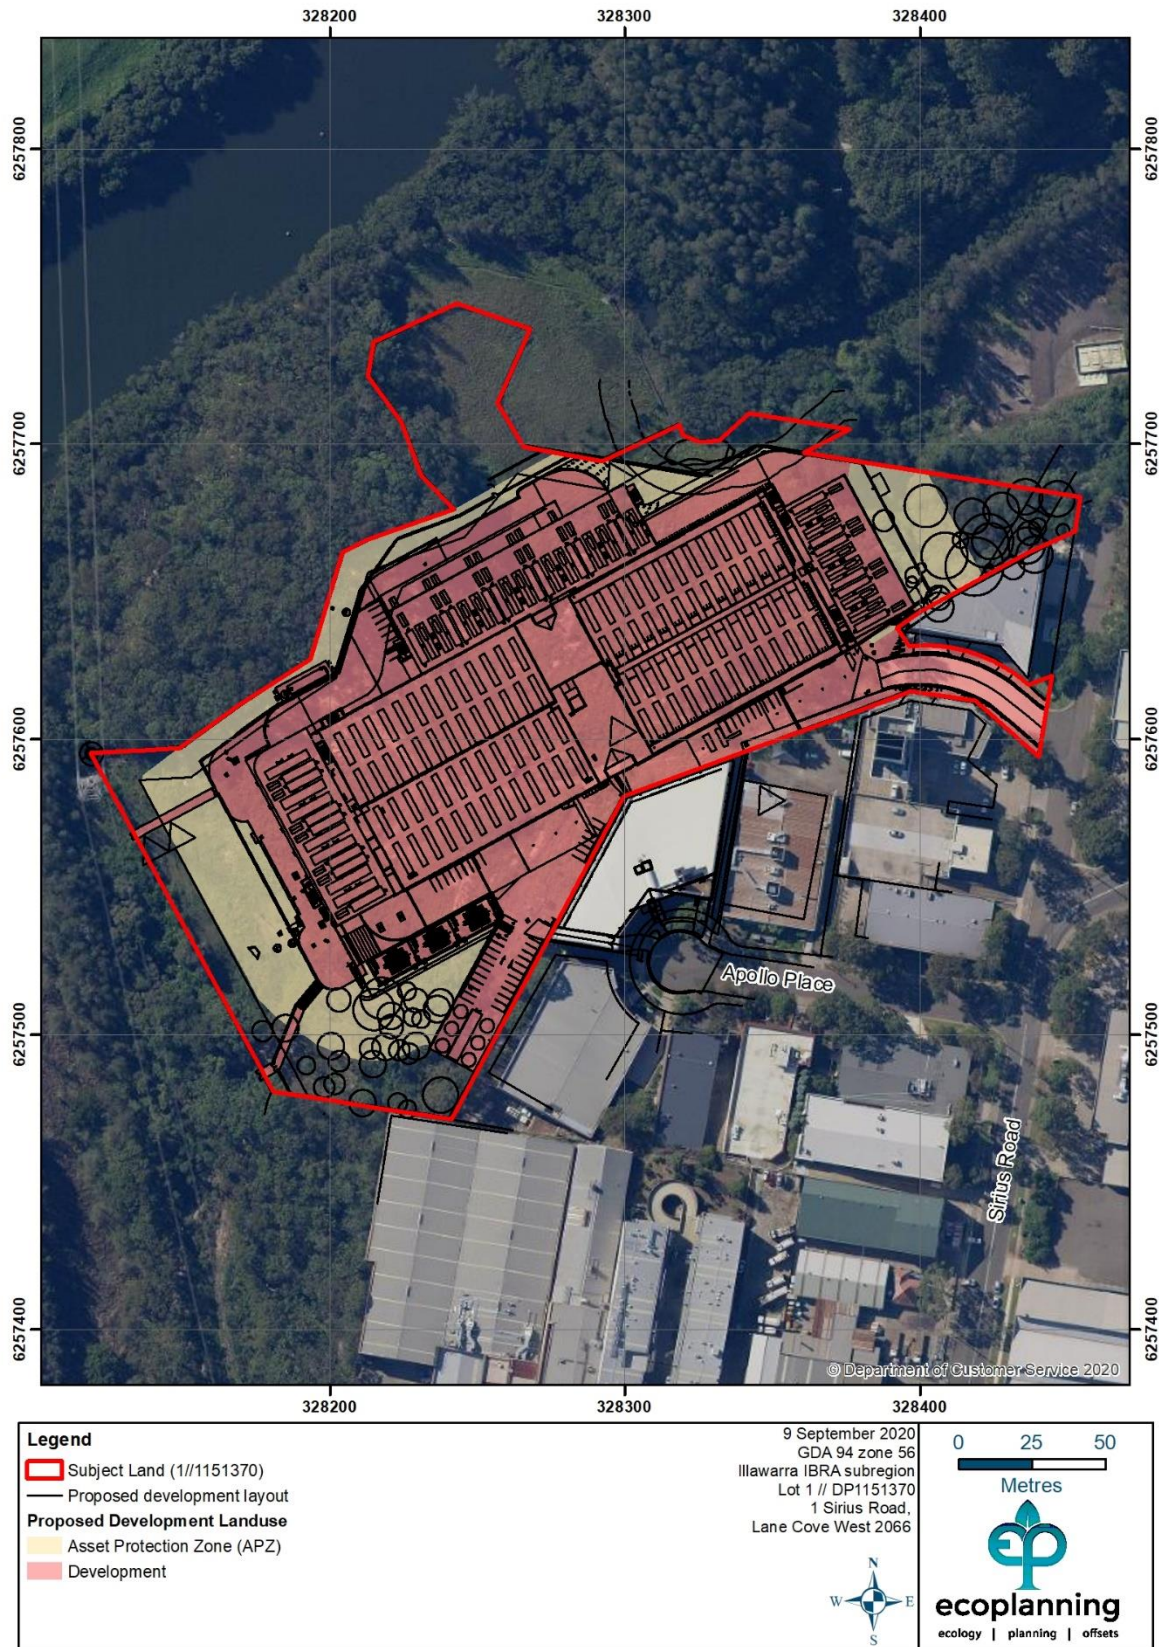 328200 328300 328400
6257800 6257800
6257700 6257700
6257600 6257600
Apollo Place
6257500 6257500
Sirius Road
6257400 6257400
© Department of Customer Service 2020
328200 328300 328400
Legend
Subject Land (1//1151370)
Proposed development layout
Proposed Development Landuse
Asset Protection Zone (APZ)
Development
9 September 2020
GDA 94 zone 56
Illawarra IBRA subregion
Lot 1 // DP1151370
1 Sirius Road,
Lane Cove West 2066
N
W E
S
0 25 50
Metres
ep
ecoplanning
ecology | planning | offsets